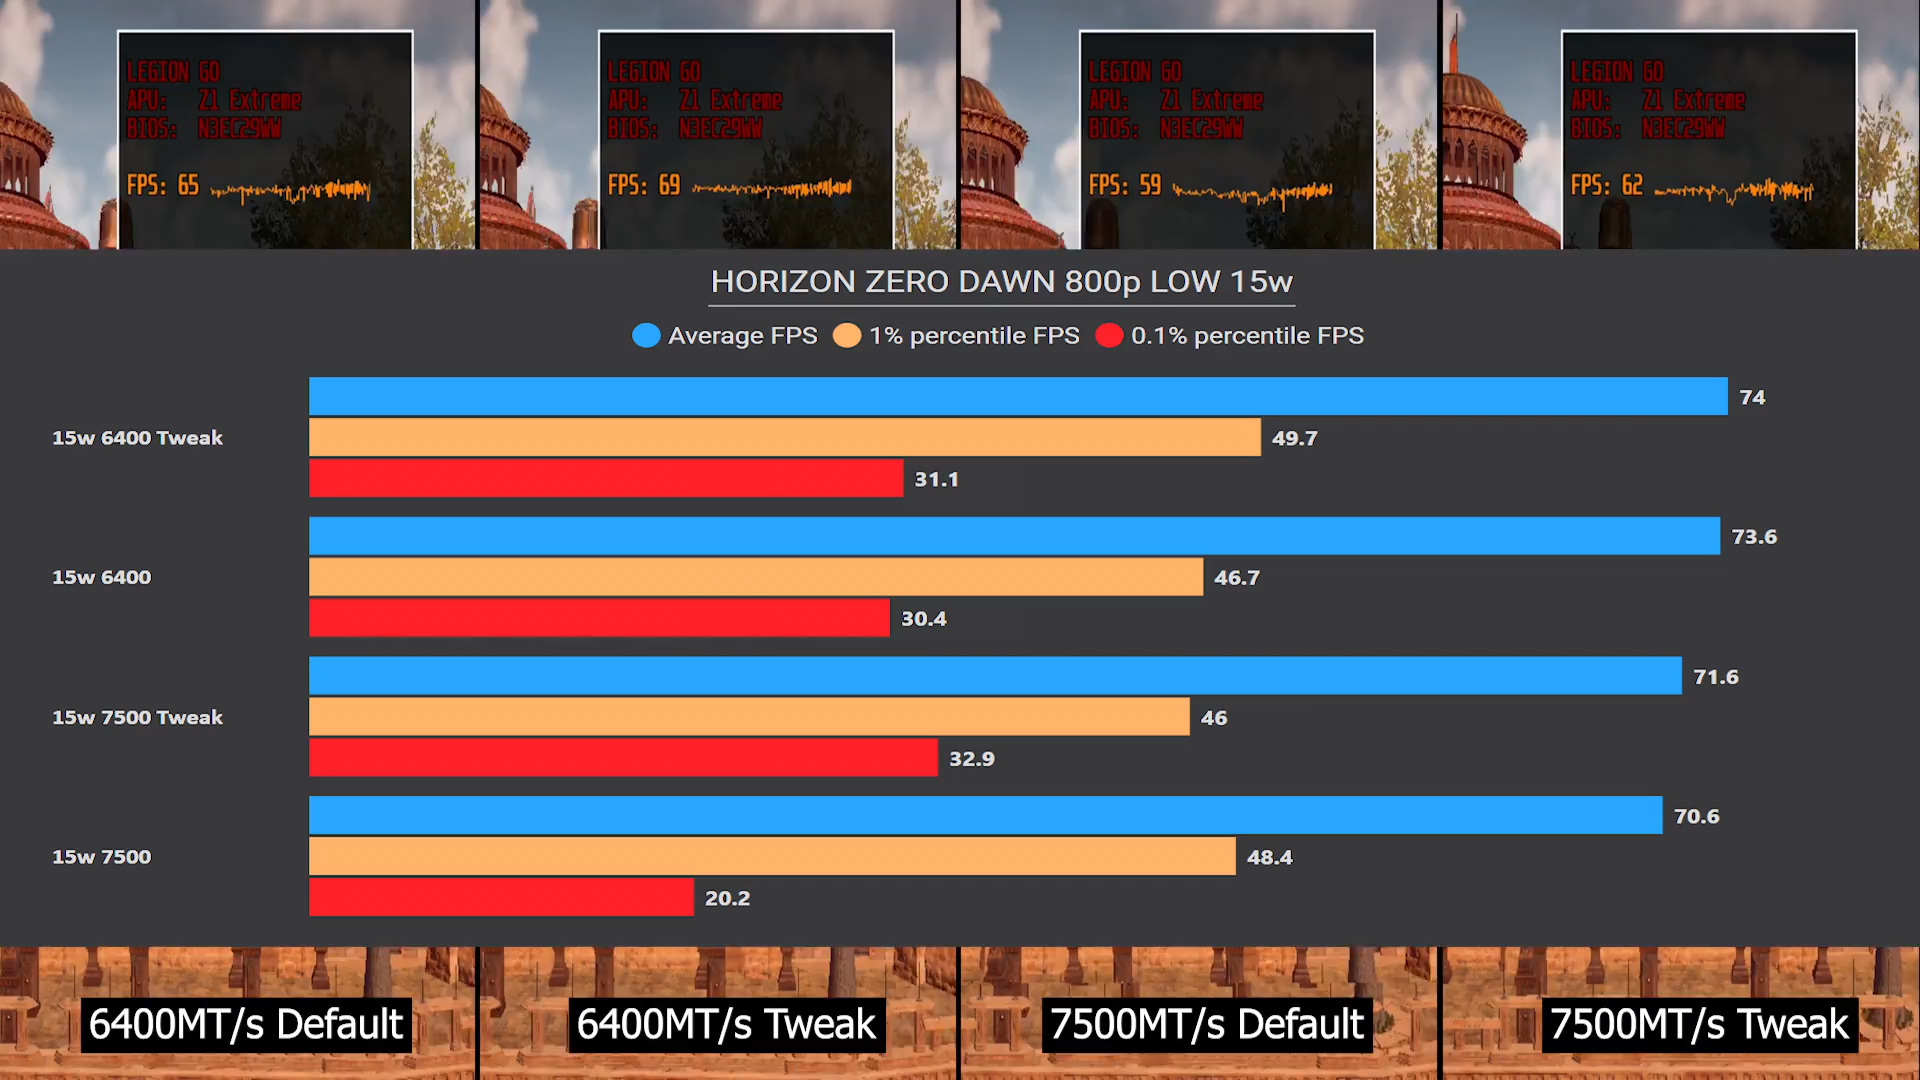 LEGION GO
APU: Z1 Extreme
BIOS: N3EC29WW
FPS: 65
LEGION GO
APU: Z1 Extreme
BIOS: N3EC29WW
FPS: 69
LEGION GO
APU: Z1 Extreme
BIOS: N3EC29WW
FPS: 59
LEGION GO
APU: Z1 Extreme
BIOS: N3EC29WW
FPS: 62
HORIZON ZERO DAWN 800p LOW 15w
Average FPS 1% percentile FPS 0.1% percentile FPS
15w 6400 Tweak
74
49.7
31.1
15w 6400
73.6
46.7
30.4
15w 7500 Tweak
71.6
46
32.9
15w 7500
70.6
48.4
20.2
6400MT/s Default
6400MT/s Tweak
7500MT/s Default
7500MT/s Tweak